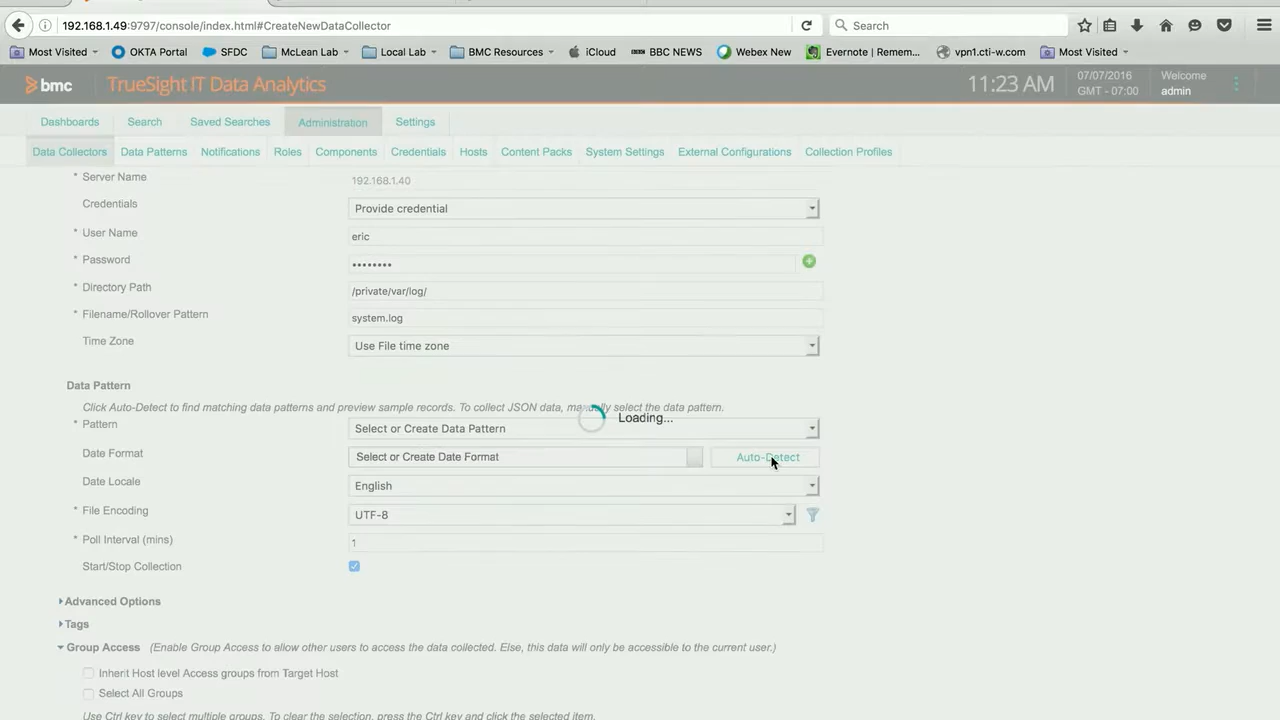 192.168.1.49:9797/console/index.html#CreateNewDataCollector
Search
Most Visited
OKTA Portal
SFDC
McLean Lab
Local Lab
BMC Resources
iCloud
BBC NEWS
Webex New
Evernote | Remem...
vpn1.cti-w.com
Most Visited
bmc
TrueSight IT Data Analytics
11:23 AM
07/07/2016
GMT - 07:00
Welcome
admin
Dashboards
Search
Saved Searches
Administration
Settings
Data Collectors
Data Patterns
Notifications
Roles
Components
Credentials
Hosts
Content Packs
System Settings
External Configurations
Collection Profiles
* Server Name
192.168.1.40
Credentials
Provide credential
* User Name
eric
* Password
••••••••
* Directory Path
/private/var/log/
* Filename/Rollover Pattern
system.log
Time Zone
Use File time zone
Data Pattern
Click Auto-Detect to find matching data patterns and preview sample records. To collect JSON data, manually select the data pattern.
Loading...
* Pattern
Select or Create Data Pattern
Date Format
Select or Create Date Format
Auto-Detect
Date Locale
English
* File Encoding
UTF-8
* Poll Interval (mins)
1
Start/Stop Collection
Advanced Options
Tags
Group Access (Enable Group Access to allow other users to access the data collected. Else, this data will only be accessible to the current user.)
Inherit Host level Access groups from Target Host
Select All Groups
Use Ctrl key to select multiple groups. To clear the selection, press the Ctrl key and click the selected item.